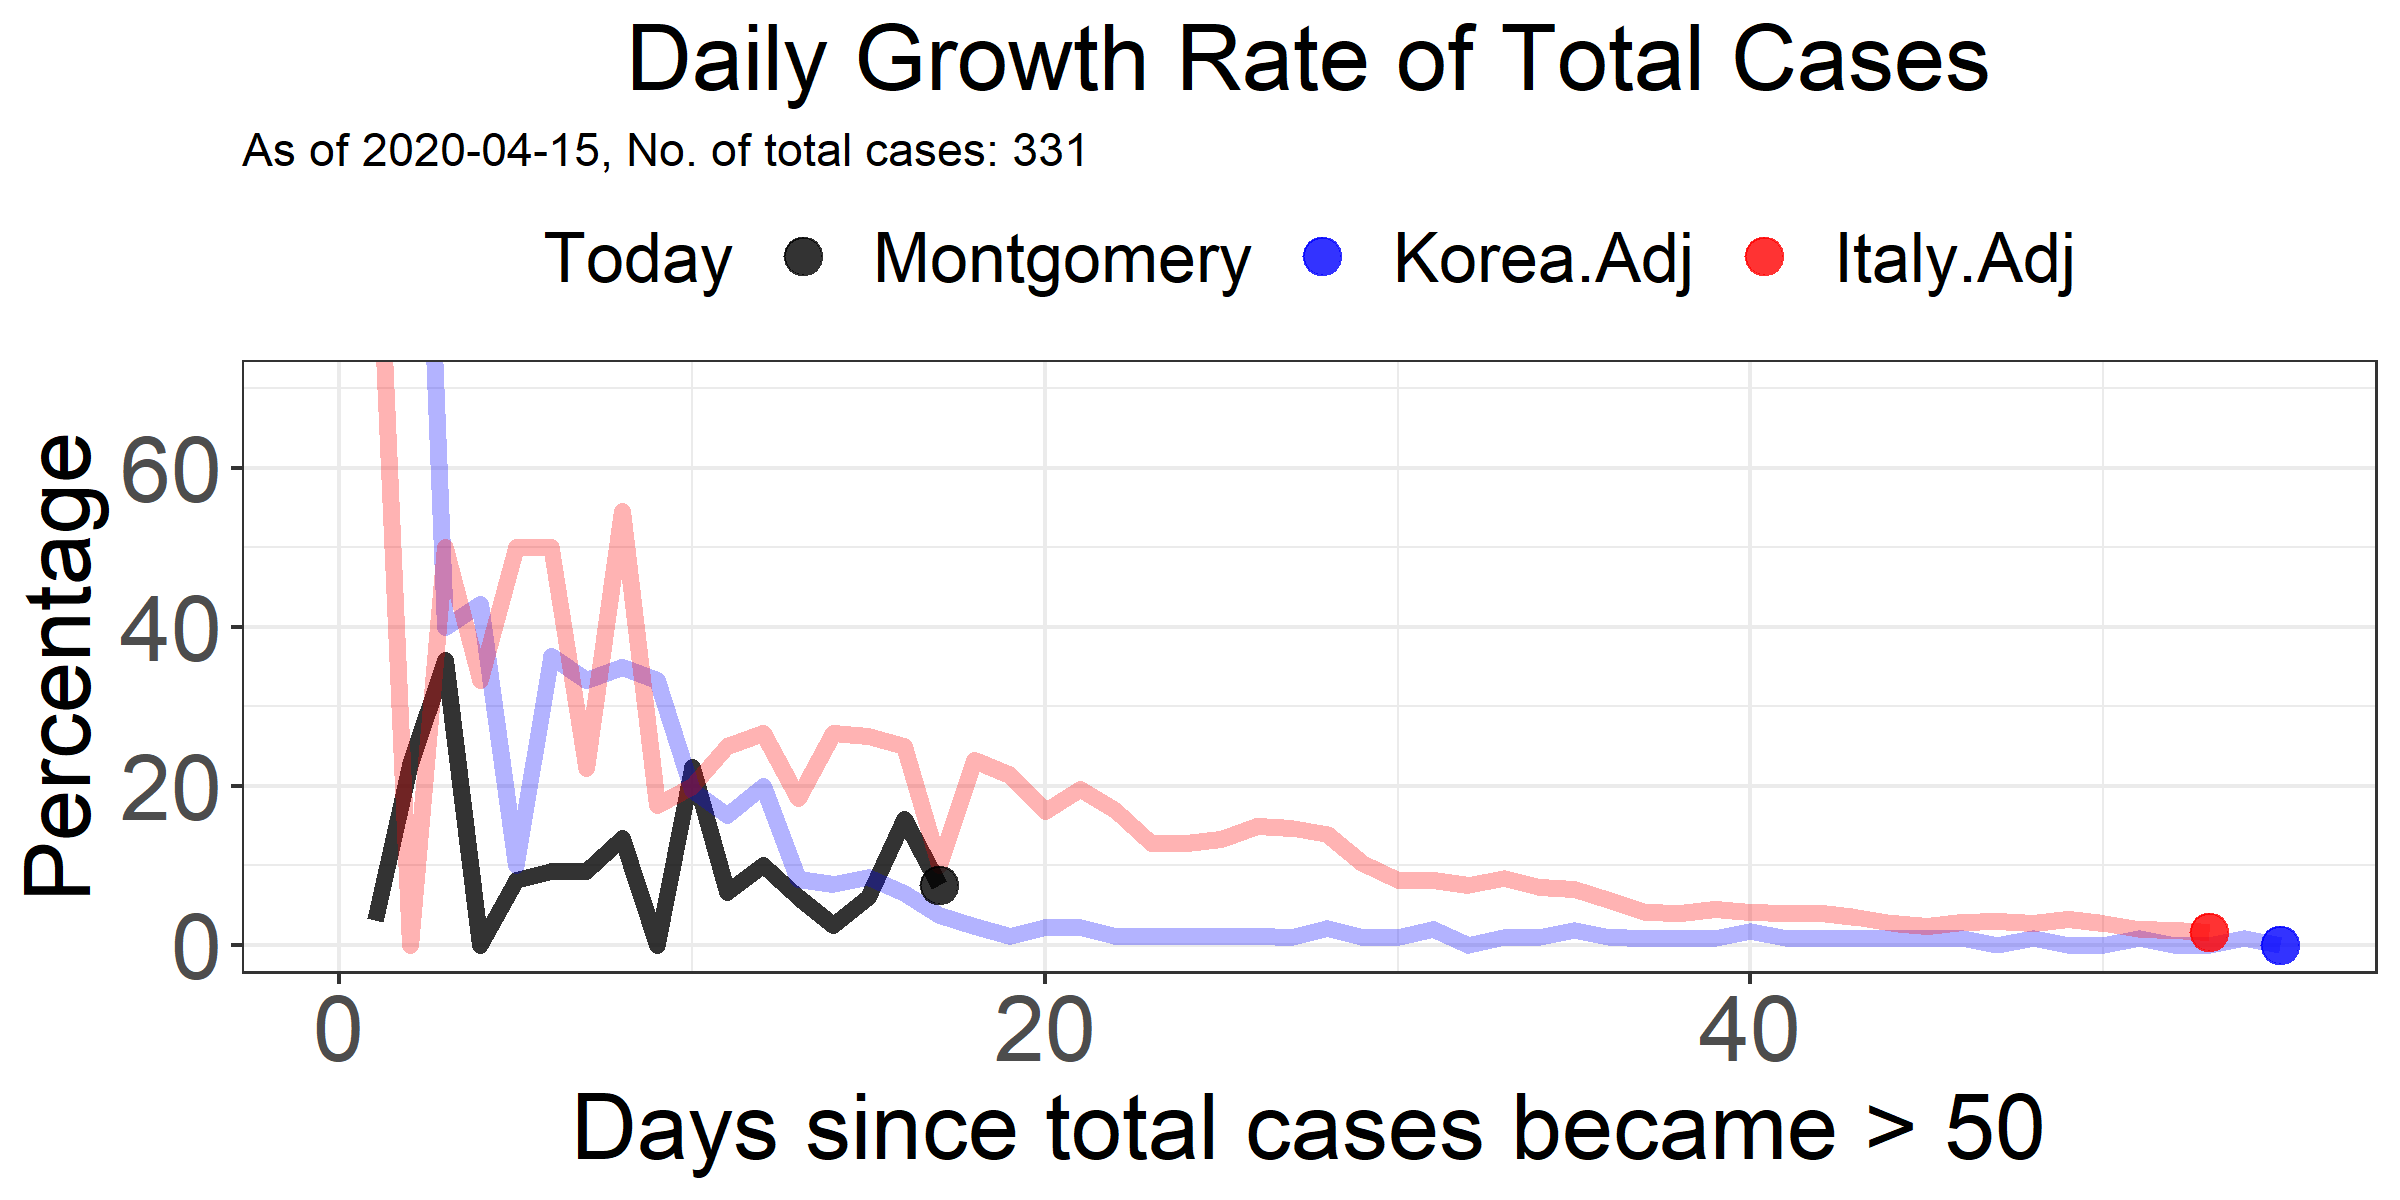 Daily Growth Rate of Total Cases
As of 2020-04-15, No. of total cases: 331
Today Montgomery Korea.Adj Italy.Adj
Percentage
60
40
20
0
0 20 40
Days since total cases became > 50